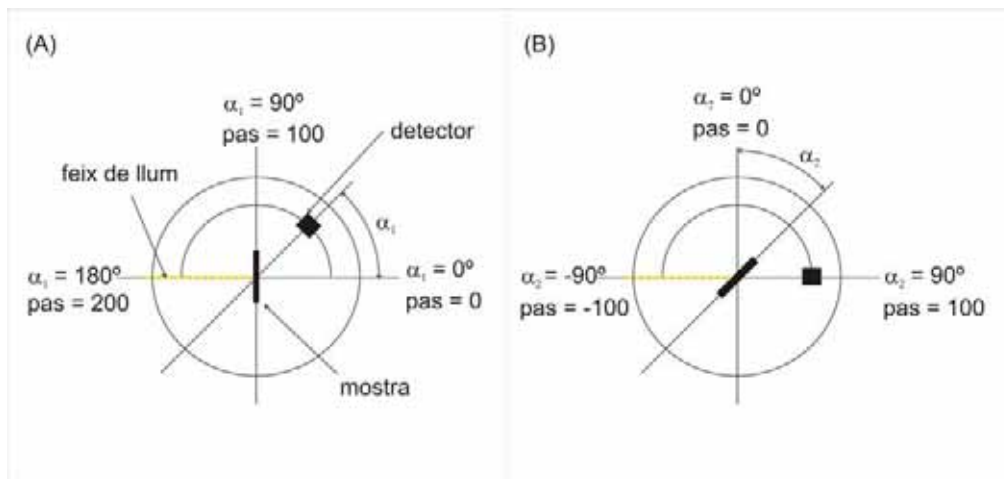 (A)
α₁ = 90º
pas = 100
detector
feix de llum
α₁
α₁ = 180º
pas = 200
α₁ = 0º
pas = 0
mostra
(B)
α₂ = 0º
pas = 0
α₂
α₂ = -90º
pas = -100
α₂ = 90º
pas = 100